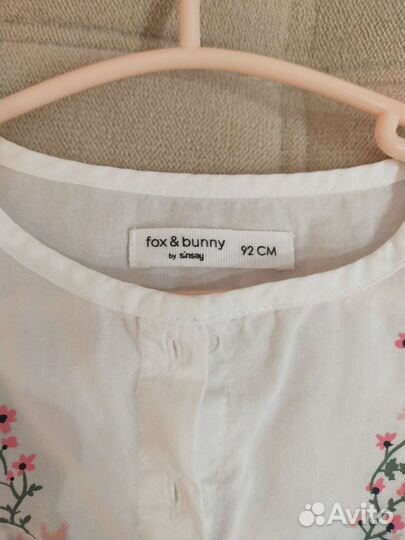 fox & bunny
by sinsay
92 CM
Avito